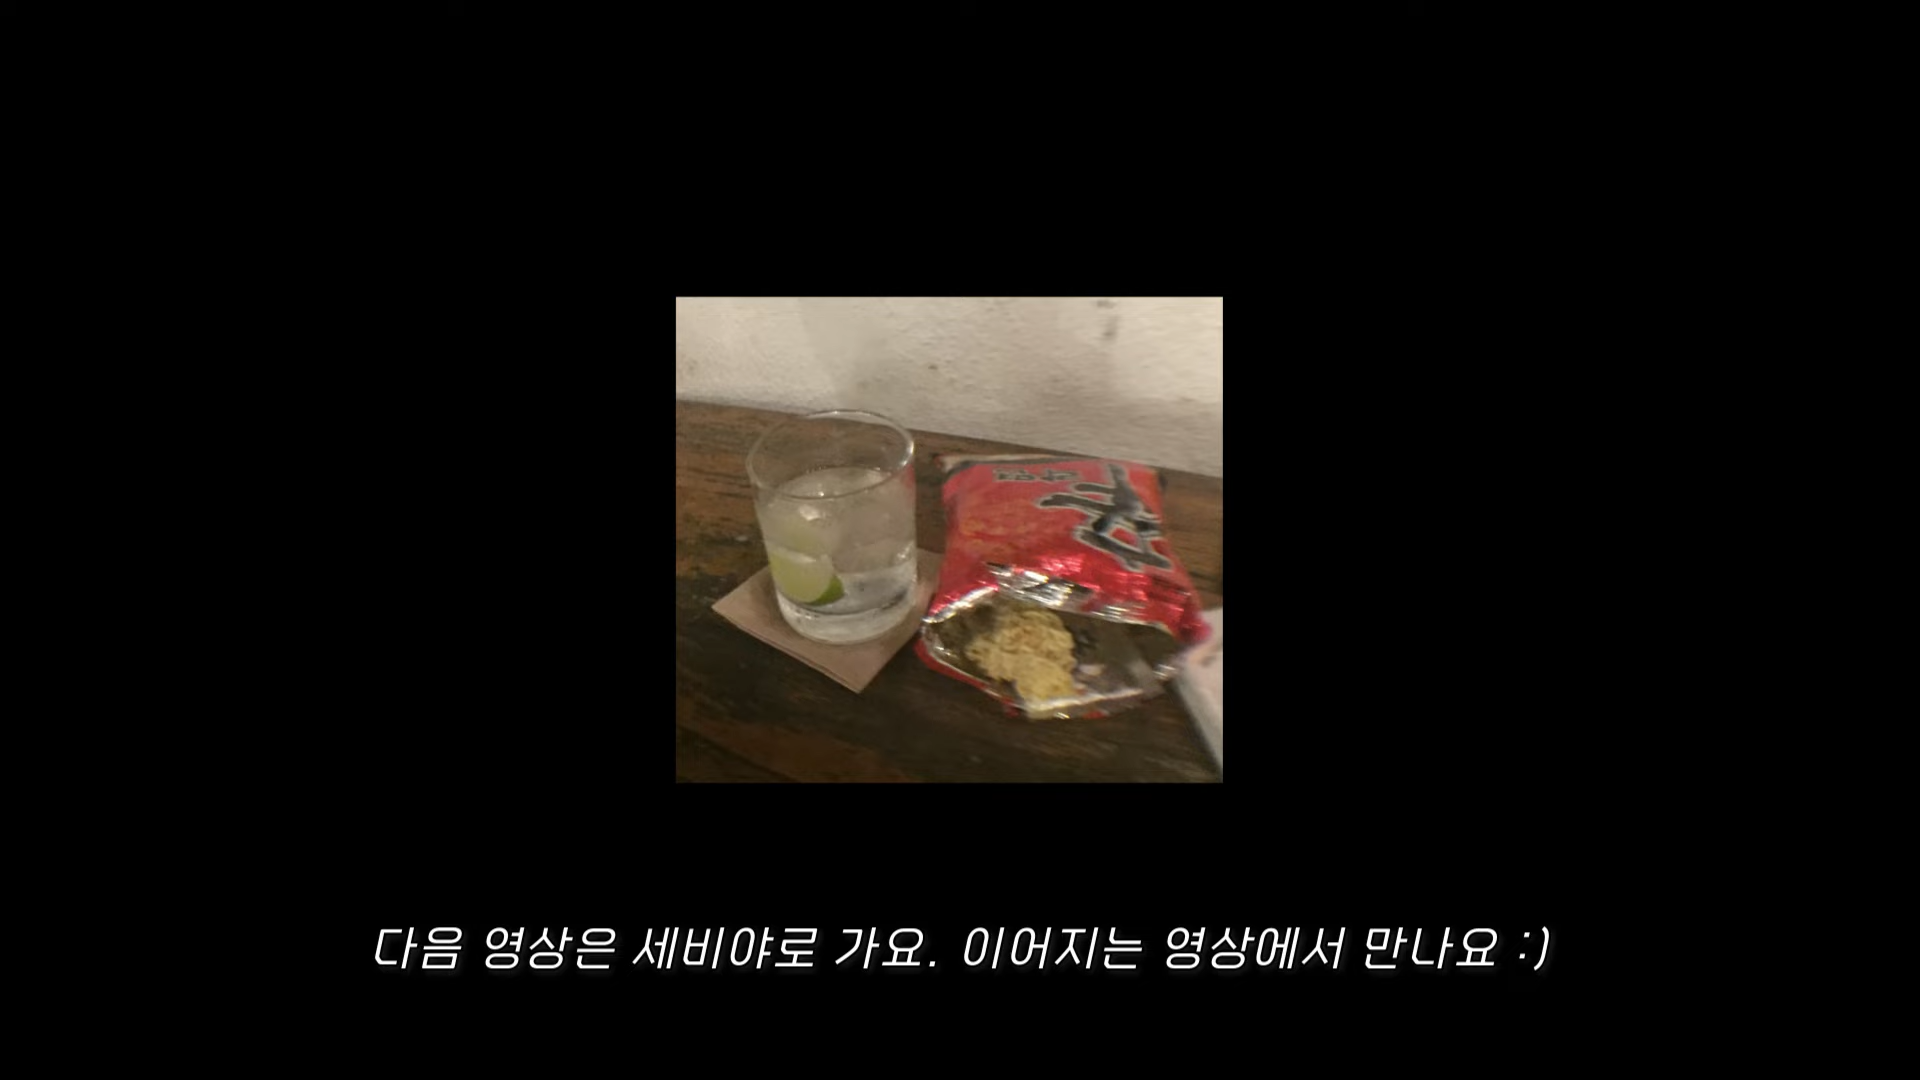 辛
다음 영상은 세비야로 가요. 이어지는 영상에서 만나요 :)